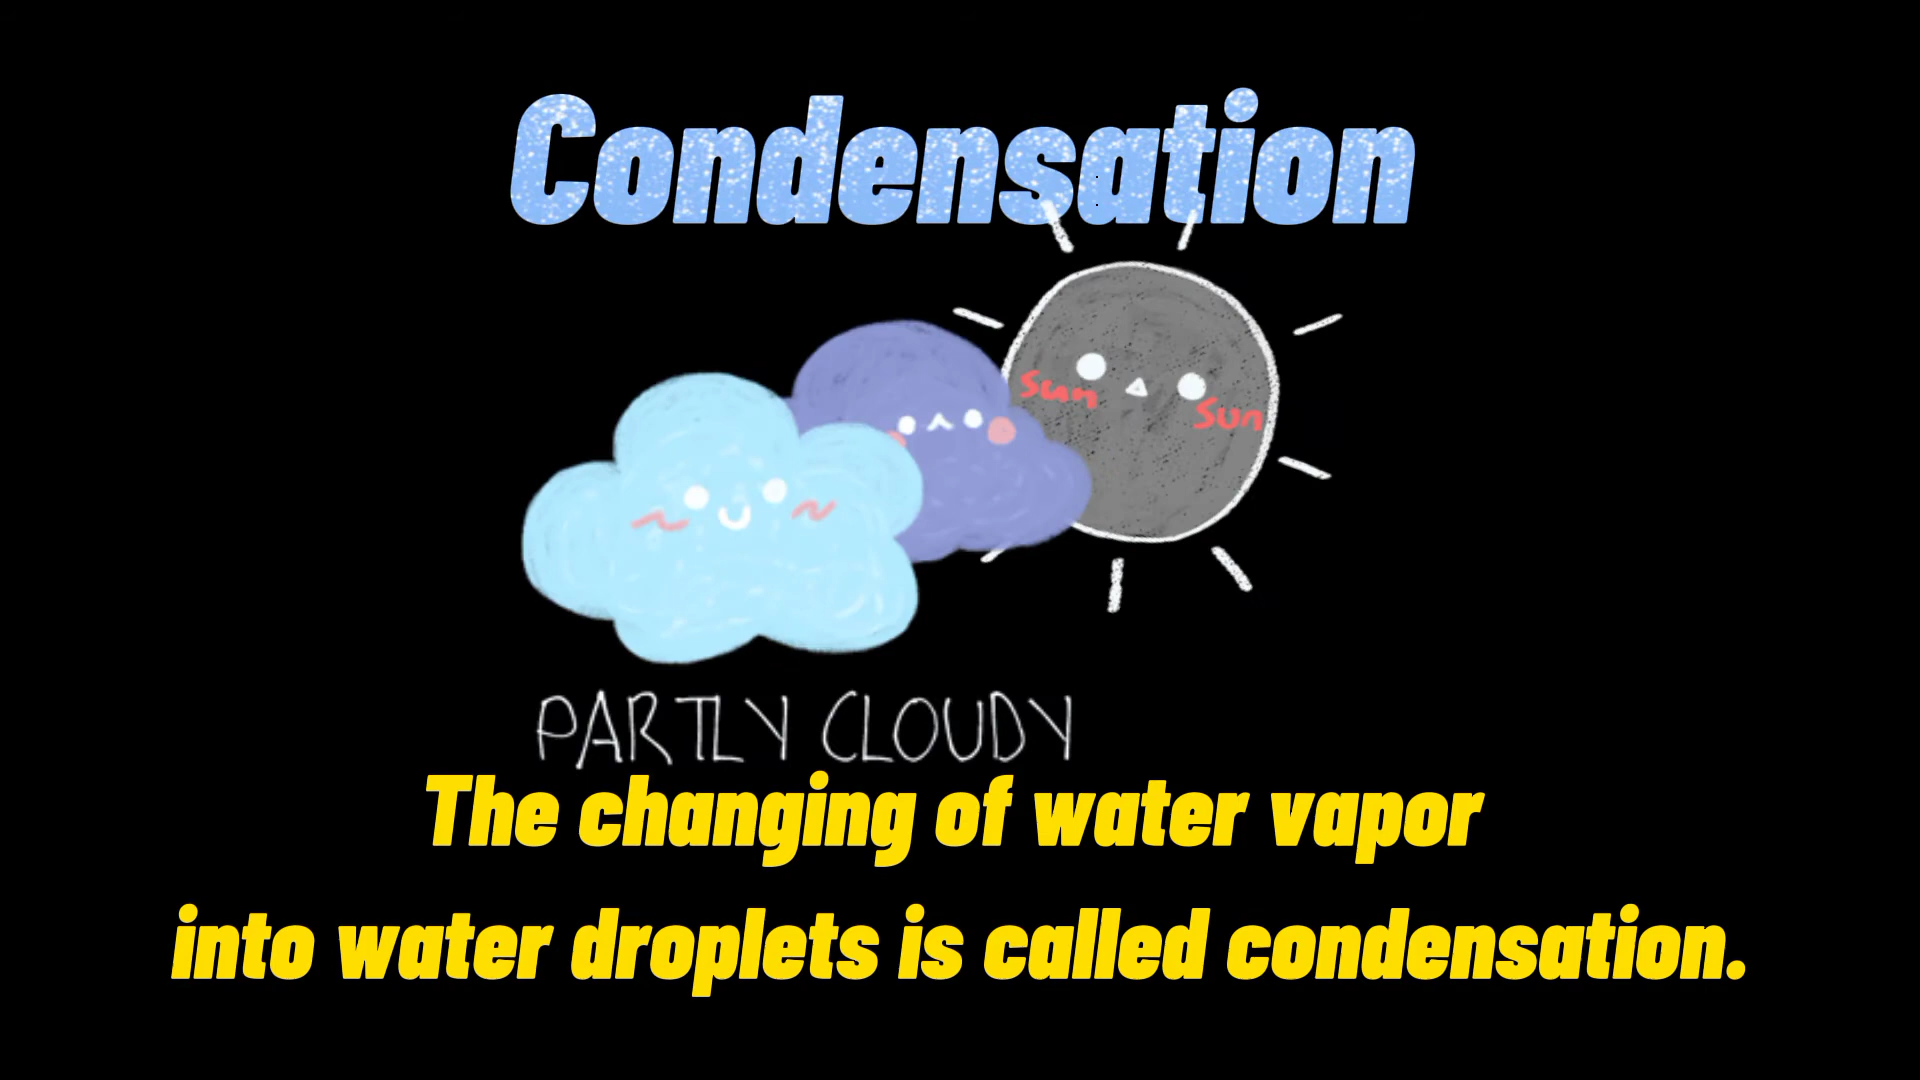 Condensation
Sun
Sun
PARTLY CLOUDY
The changing of water vapor
into water droplets is called condensation.